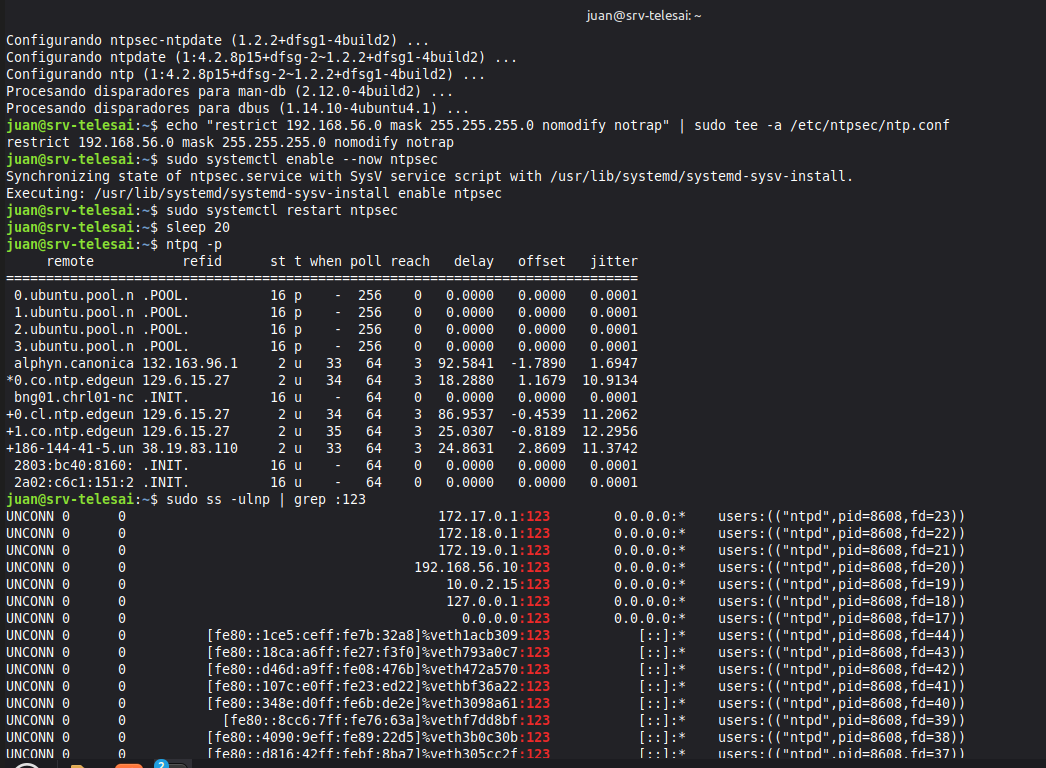 juan@srv-telesai: ~
Configurando ntpsec-ntpdate (1.2.2+dfsg1-4build2) ...
Configurando ntpdate (1:4.2.8p15+dfsg-2~1.2.2+dfsg1-4build2) ...
Configurando ntp (1:4.2.8p15+dfsg-2~1.2.2+dfsg1-4build2) ...
Procesando disparadores para man-db (2.12.0-4build2) ...
Procesando disparadores para dbus (1.14.10-4ubuntu4.1) ...
juan@srv-telesai:~$ echo "restrict 192.168.56.0 mask 255.255.255.0 nomodify notrap" | sudo tee -a /etc/ntpsec/ntp.conf
restrict 192.168.56.0 mask 255.255.255.0 nomodify notrap
juan@srv-telesai:~$ sudo systemctl enable --now ntpsec
Synchronizing state of ntpsec.service with SysV service script with /usr/lib/systemd/systemd-sysv-install.
Executing: /usr/lib/systemd/systemd-sysv-install enable ntpsec
juan@srv-telesai:~$ sudo systemctl restart ntpsec
juan@srv-telesai:~$ sleep 20
juan@srv-telesai:~$ ntpq -p
     remote           refid      st t when poll reach   delay   offset   jitter
===============================================================================
 0.ubuntu.pool.n .POOL.          16 p    -  256    0   0.0000   0.0000   0.0001
 1.ubuntu.pool.n .POOL.          16 p    -  256    0   0.0000   0.0000   0.0001
 2.ubuntu.pool.n .POOL.          16 p    -  256    0   0.0000   0.0000   0.0001
 3.ubuntu.pool.n .POOL.          16 p    -  256    0   0.0000   0.0000   0.0001
 alphyn.canonica 132.163.96.1     2 u   33   64    3  92.5841  -1.7890   1.6947
*0.co.ntp.edgeun 129.6.15.27      2 u   34   64    3  18.2880   1.1679  10.9134
 bng01.chrl01-nc .INIT.          16 u    -   64    0   0.0000   0.0000   0.0001
+0.cl.ntp.edgeun 129.6.15.27      2 u   34   64    3  86.9537  -0.4539  11.2062
+1.co.ntp.edgeun 129.6.15.27      2 u   35   64    3  25.0307  -0.8189  12.2956
+186-144-41-5.un 38.19.83.110     2 u   33   64    3  24.8631   2.8609  11.3742
 2803:bc40:8160: .INIT.          16 u    -   64    0   0.0000   0.0000   0.0001
 2a02:c6c1:151:2 .INIT.          16 u    -   64    0   0.0000   0.0000   0.0001
juan@srv-telesai:~$ sudo ss -ulnp | grep :123
UNCONN 0      0      172.17.0.1:123      0.0.0.0:*    users:(("ntpd",pid=8608,fd=23))
UNCONN 0      0      172.18.0.1:123      0.0.0.0:*    users:(("ntpd",pid=8608,fd=22))
UNCONN 0      0      172.19.0.1:123      0.0.0.0:*    users:(("ntpd",pid=8608,fd=21))
UNCONN 0      0      192.168.56.10:123      0.0.0.0:*    users:(("ntpd",pid=8608,fd=20))
UNCONN 0      0      10.0.2.15:123      0.0.0.0:*    users:(("ntpd",pid=8608,fd=19))
UNCONN 0      0      127.0.0.1:123      0.0.0.0:*    users:(("ntpd",pid=8608,fd=18))
UNCONN 0      0      0.0.0.0:123      0.0.0.0:*    users:(("ntpd",pid=8608,fd=17))
UNCONN 0      0      [fe80::1ce5:ceff:fe7b:32a8]%veth1acb309:123      [::]:*    users:(("ntpd",pid=8608,fd=44))
UNCONN 0      0      [fe80::18ca:a6ff:fe27:f3f0]%veth793a0c7:123      [::]:*    users:(("ntpd",pid=8608,fd=43))
UNCONN 0      0      [fe80::d46d:a9ff:fe08:476b]%veth472a570:123      [::]:*    users:(("ntpd",pid=8608,fd=42))
UNCONN 0      0      [fe80::107c:e0ff:fe23:ed22]%vethbf36a22:123      [::]:*    users:(("ntpd",pid=8608,fd=41))
UNCONN 0      0      [fe80::348e:d0ff:fe6b:de2e]%veth3098a61:123      [::]:*    users:(("ntpd",pid=8608,fd=40))
UNCONN 0      0      [fe80::8cc6:7ff:fe76:63a]%vethf7dd8bf:123      [::]:*    users:(("ntpd",pid=8608,fd=39))
UNCONN 0      0      [fe80::4090:9eff:fe89:22d5]%veth3b0c30b:123      [::]:*    users:(("ntpd",pid=8608,fd=38))
UNCONN 0      0      [fe80::d816:42ff:febf:8ba7]%veth305cc2f:123      [::]:*    users:(("ntpd",pid=8608,fd=37))
2